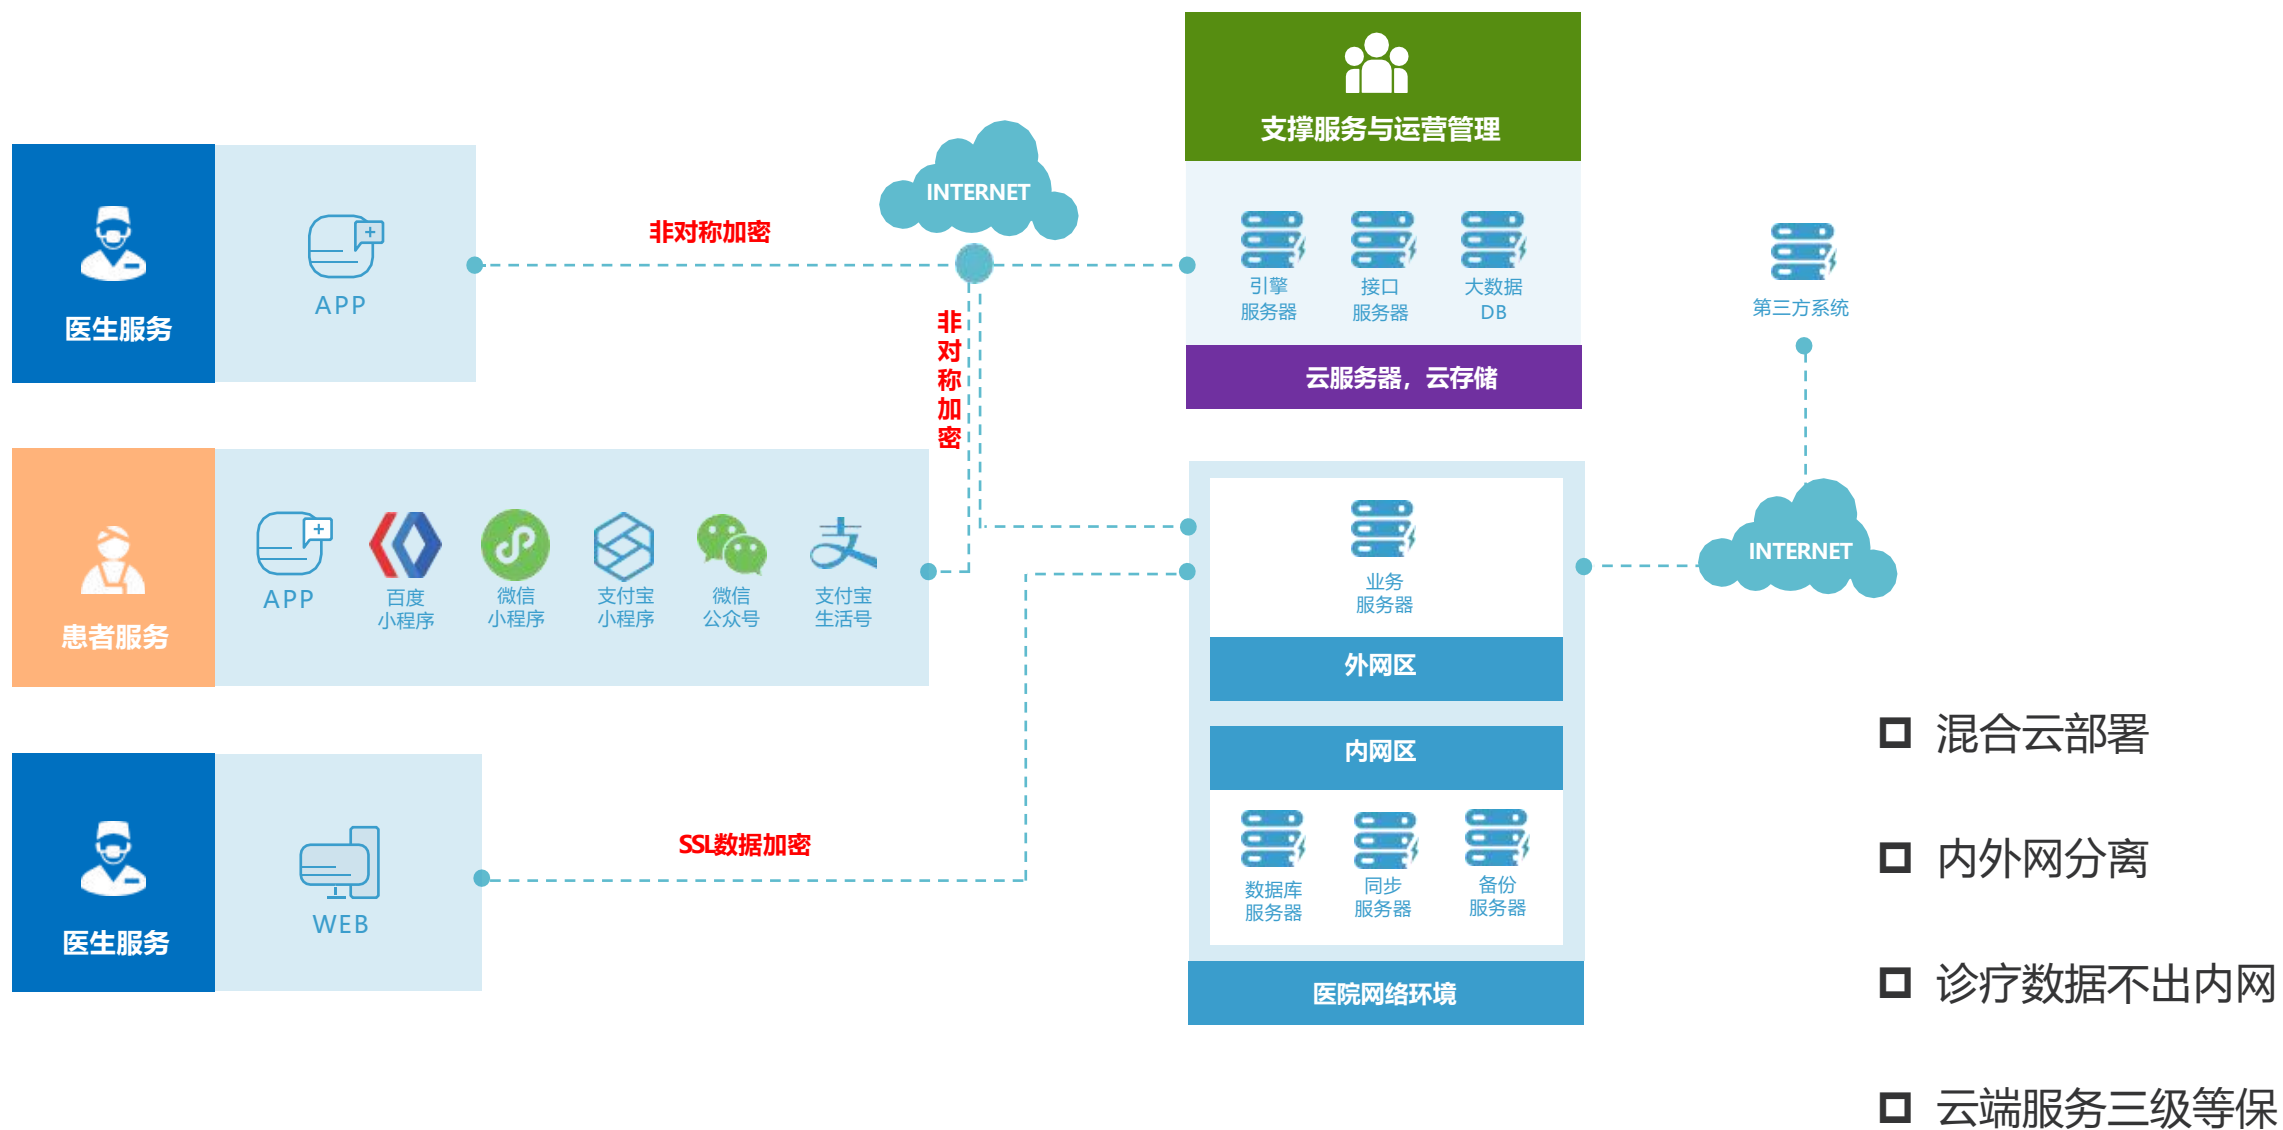 支撑服务与运营管理
INTERNET
非对称加密
APP
医生服务
引擎
服务器
接口
服务器
大数据
DB
云服务器，云存储
第三方系统
非
对
称
加
密
APP
百度
小程序
微信
小程序
支付宝
小程序
微信
公众号
支付宝
生活号
患者服务
业务
服务器
外网区
INTERNET
内网区
数据库
服务器
同步
服务器
备份
服务器
医院网络环境
SSL数据加密
WEB
医生服务
混合云部署
内外网分离
诊疗数据不出内网
云端服务三级等保